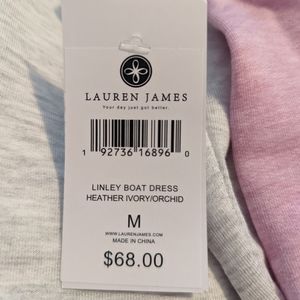 LAUREN JAMES
Your day just got better.
1 92736 16896 0
LINLEY BOAT DRESS
HEATHER IVORY/ORCHID
M
WWW.LAURENJAMES.COM
MADE IN CHINA
$68.00